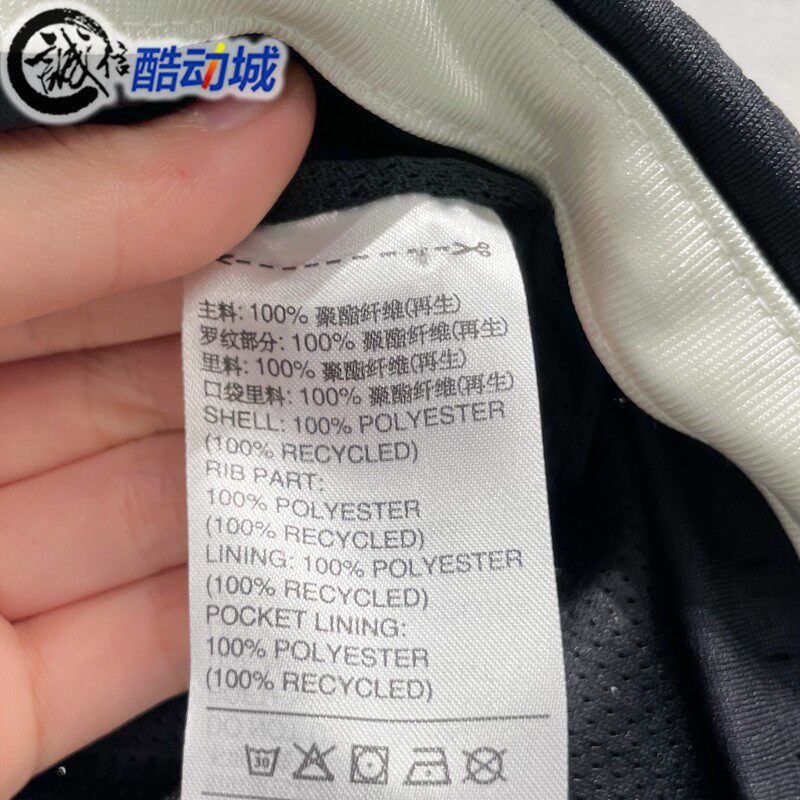 誠信 酷动城
主料: 100% 聚酯纤维(再生)
罗纹部分: 100% 聚酯纤维(再生)
里料: 100% 聚酯纤维(再生)
口袋里料: 100% 聚酯纤维(再生)
SHELL: 100% POLYESTER
(100% RECYCLED)
RIB PART:
100% POLYESTER
(100% RECYCLED)
LINING: 100% POLYESTER
(100% RECYCLED)
POCKET LINING:
100% POLYESTER
(100% RECYCLED)
30